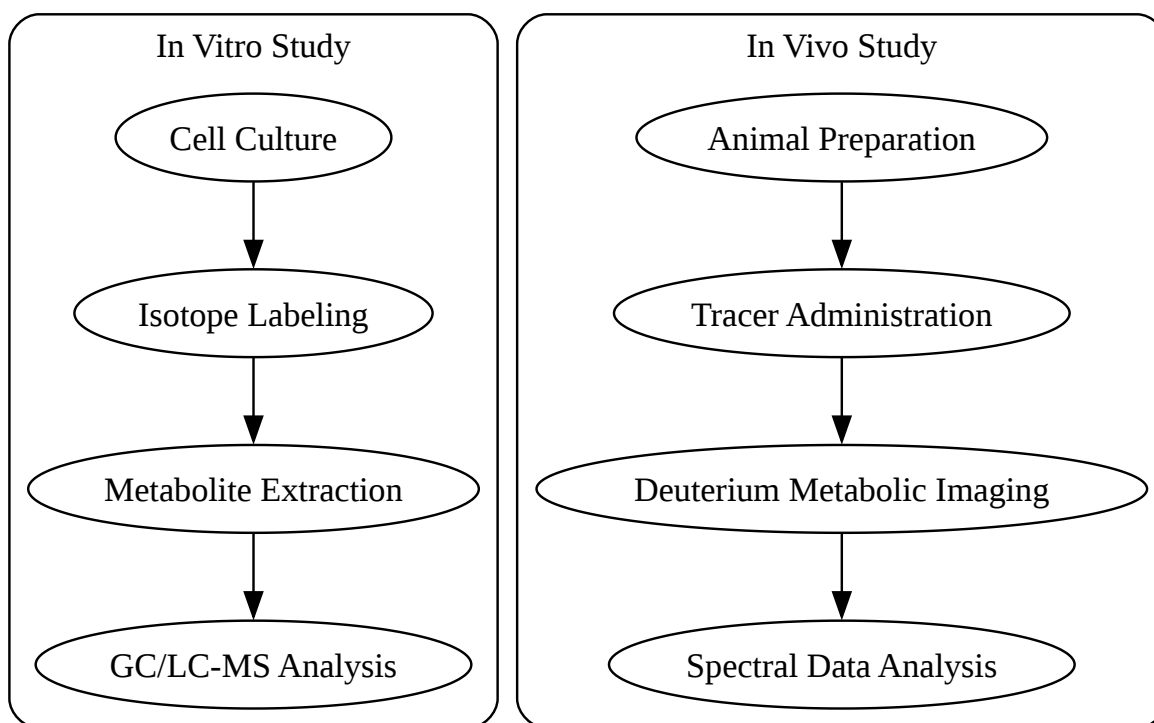 In Vitro Study
Cell Culture
Isotope Labeling
Metabolite Extraction
GC/LC-MS Analysis
In Vivo Study
Animal Preparation
Tracer Administration
Deuterium Metabolic Imaging
Spectral Data Analysis